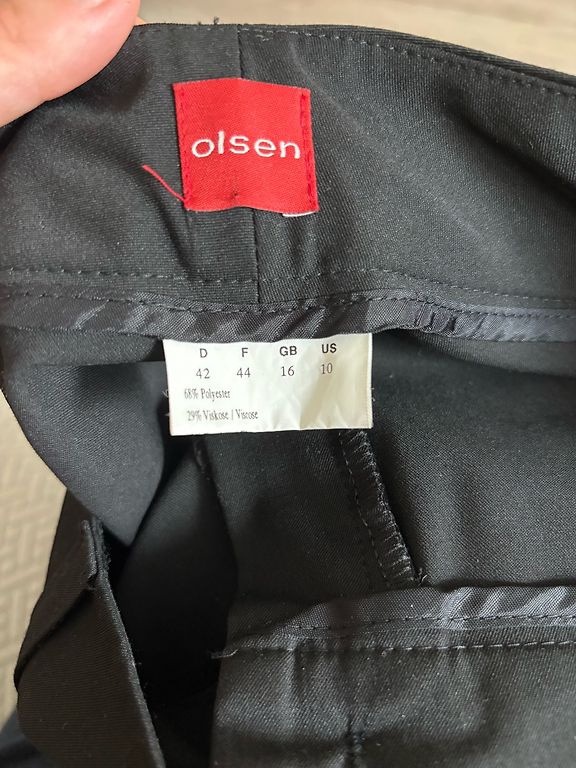 olsen
D F GB US
42 44 16 10
68% Polyester
29% Viskose / Viscose